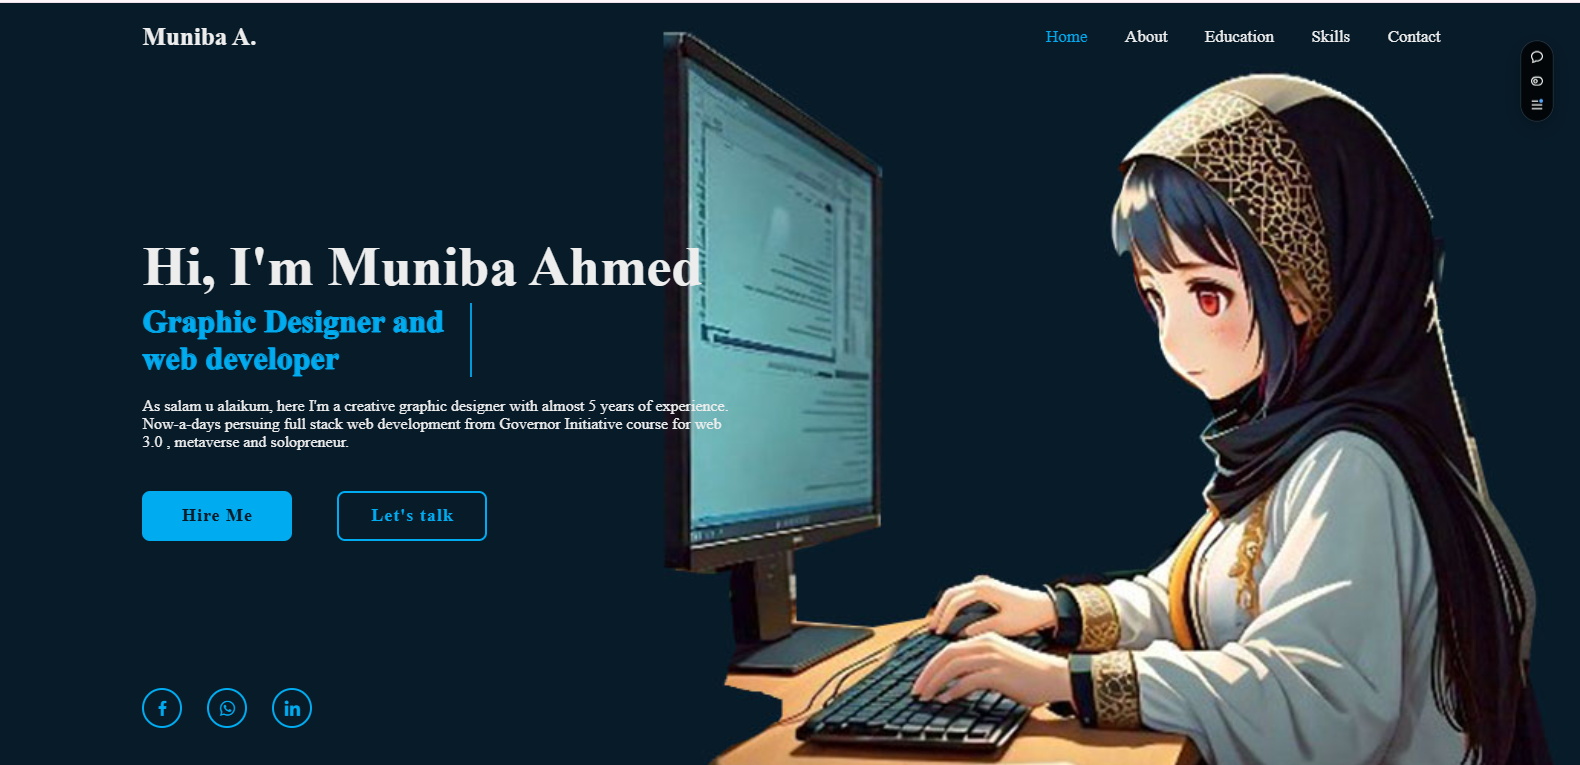 Muniba A.
Home About Education Skills Contact
Hi, I'm Muniba Ahmed
Graphic Designer and
web developer
As salam u alaikum, here I'm a creative graphic designer with almost 5 years of experience.
Now-a-days persuing full stack web development from Governor Initiative course for web
3.0 , metaverse and solopreneur.
Hire Me Let's talk